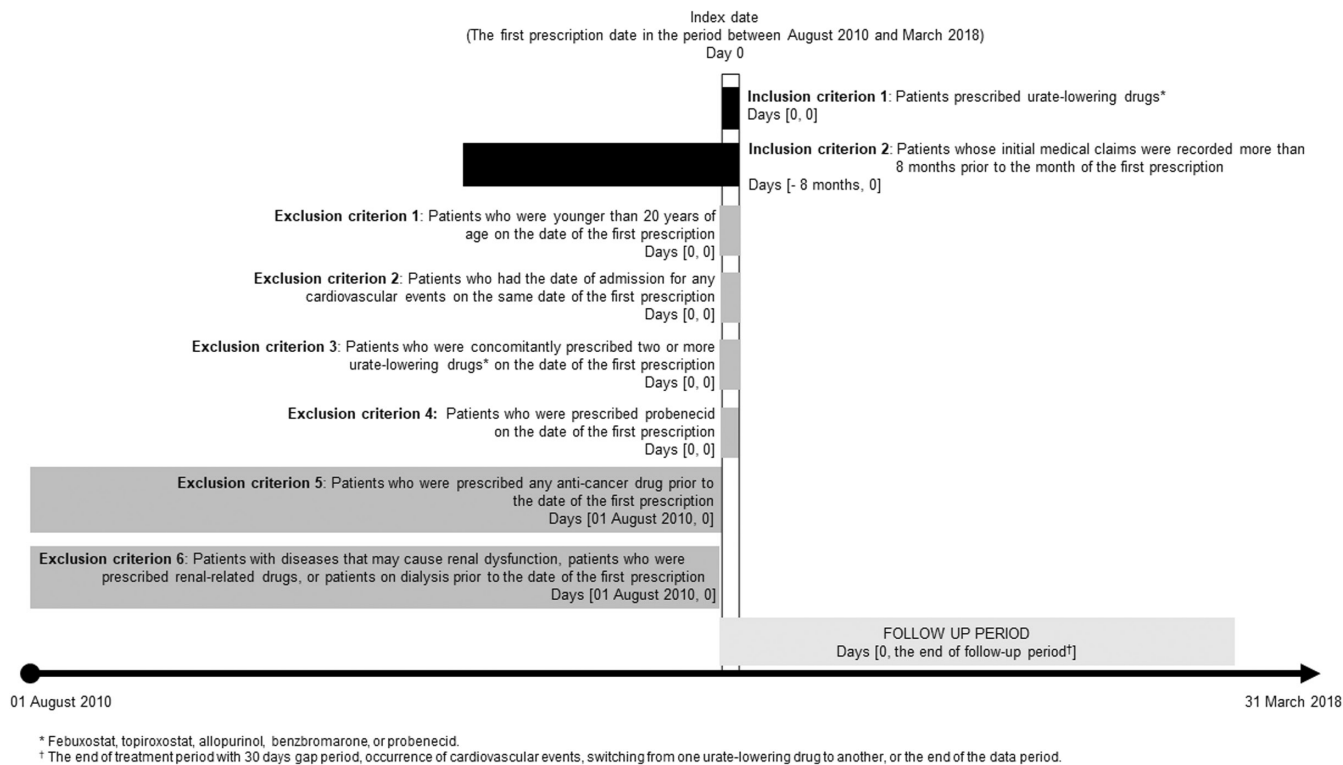 Index date
(The first prescription date in the period between August 2010 and March 2018)
Day 0
Inclusion criterion 1: Patients prescribed urate-lowering drugs*
Days [0, 0]
Inclusion criterion 2: Patients whose initial medical claims were recorded more than
8 months prior to the month of the first prescription
Days [- 8 months, 0]
Exclusion criterion 1: Patients who were younger than 20 years of
age on the date of the first prescription
Days [0, 0]
Exclusion criterion 2: Patients who had the date of admission for any
cardiovascular events on the same date of the first prescription
Days [0, 0]
Exclusion criterion 3: Patients who were concomitantly prescribed two or more
urate-lowering drugs* on the date of the first prescription
Days [0, 0]
Exclusion criterion 4: Patients who were prescribed probenecid
on the date of the first prescription
Days [0, 0]
Exclusion criterion 5: Patients who were prescribed any anti-cancer drug prior to
the date of the first prescription
Days [01 August 2010, 0]
Exclusion criterion 6: Patients with diseases that may cause renal dysfunction, patients who were
prescribed renal-related drugs, or patients on dialysis prior to the date of the first prescription
Days [01 August 2010, 0]
FOLLOW UP PERIOD
Days [0, the end of follow-up period†]
01 August 2010
31 March 2018
* Febuxostat, topiroxostat, allopurinol, benzbromarone, or probenecid.
† The end of treatment period with 30 days gap period, occurrence of cardiovascular events, switching from one urate-lowering drug to another, or the end of the data period.